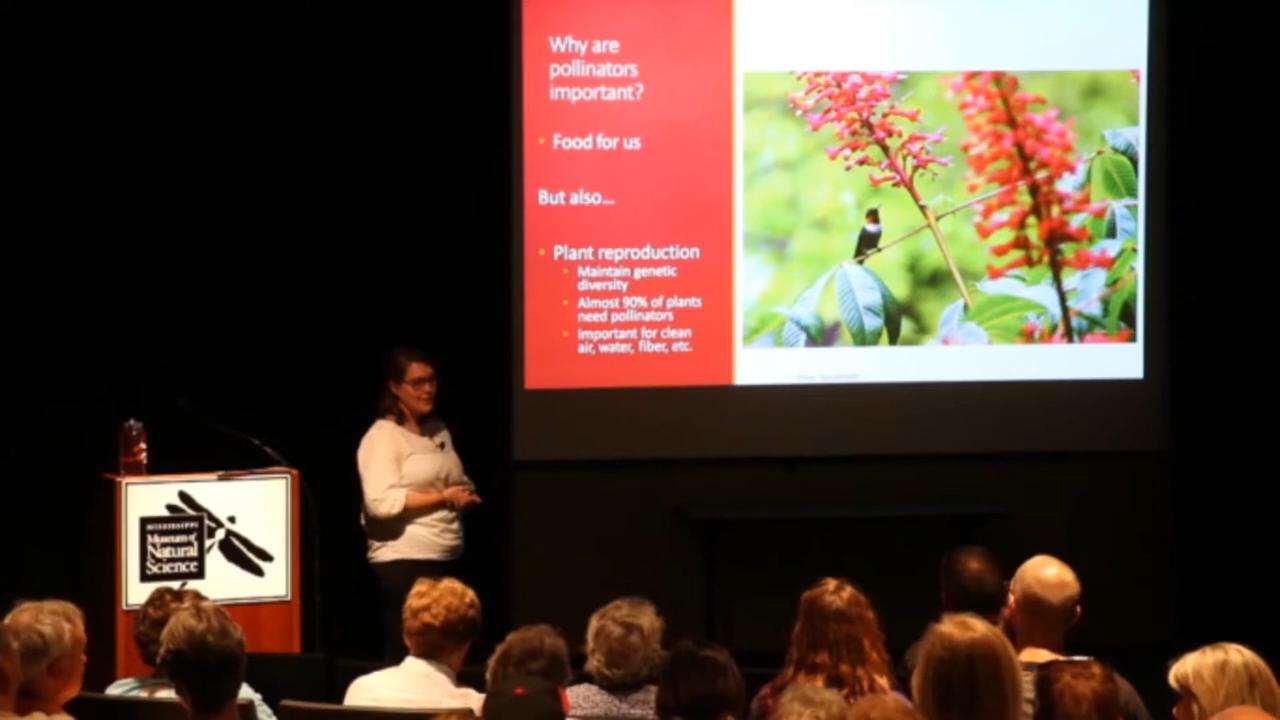 Why are
pollinators
important?
Food for us
But also...
Plant reproduction
Maintain genetic
diversity
Almost 90% of plants
need pollinators
Important for clean
air, water, fiber, etc.
MISSISSIPPI
Museum of
Natural
Science